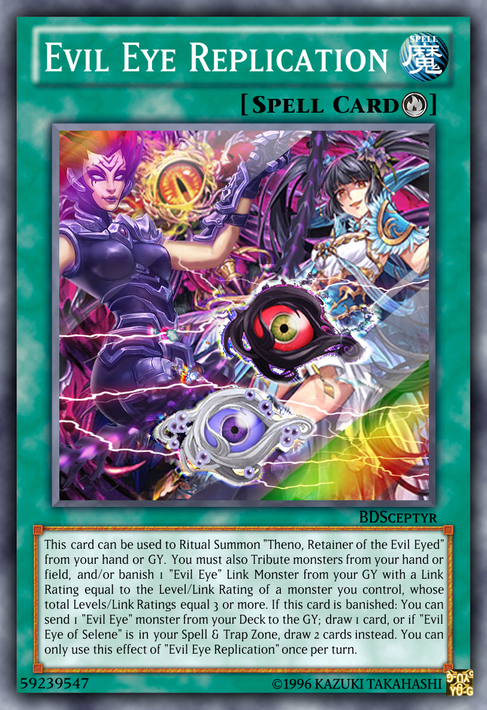 EVIL EYE REPLICATION
SPELL
魔
[SPELL CARD]
BDSCEPTYR
This card can be used to Ritual Summon "Theno, Retainer of the Evil Eyed"
from your hand or GY. You must also Tribute monsters from your hand or
field, and/or banish 1 "Evil Eye" Link Monster from your GY with a Link
Rating equal to the Level/Link Rating of a monster you control, whose
total Levels/Link Ratings equal 3 or more. If this card is banished: You can
send 1 "Evil Eye" monster from your Deck to the GY; draw 1 card, or if "Evil
Eye of Selene" is in your Spell & Trap Zone, draw 2 cards instead. You can
only use this effect of "Evil Eye Replication" once per turn.
59239547
©1996 KAZUKI TAKAHASHI